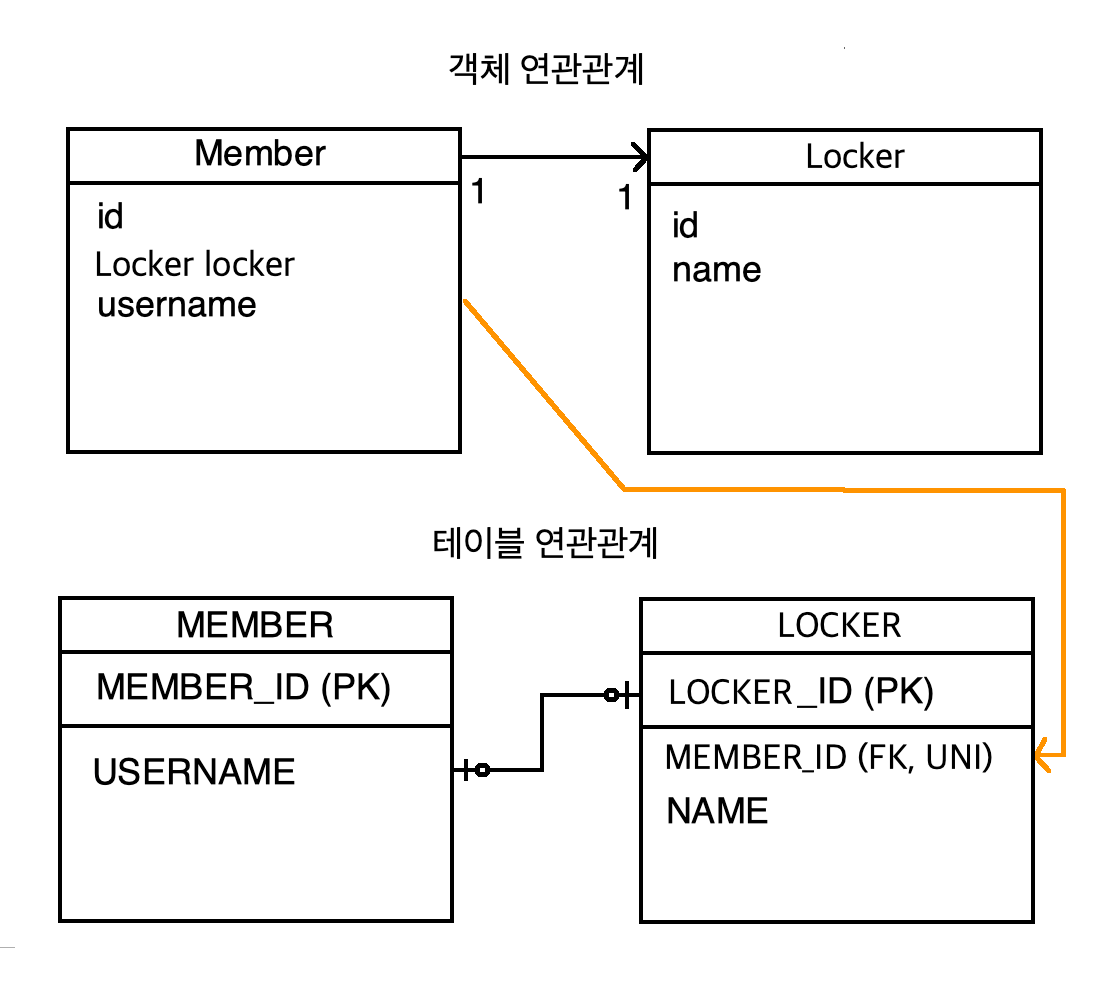 객체 연관관계
Member
Locker
1
1
id
Locker locker
username
id
name
테이블 연관관계
MEMBER
LOCKER
MEMBER_ID (PK)
LOCKER_ID (PK)
USERNAME
MEMBER_ID (FK, UNI)
NAME